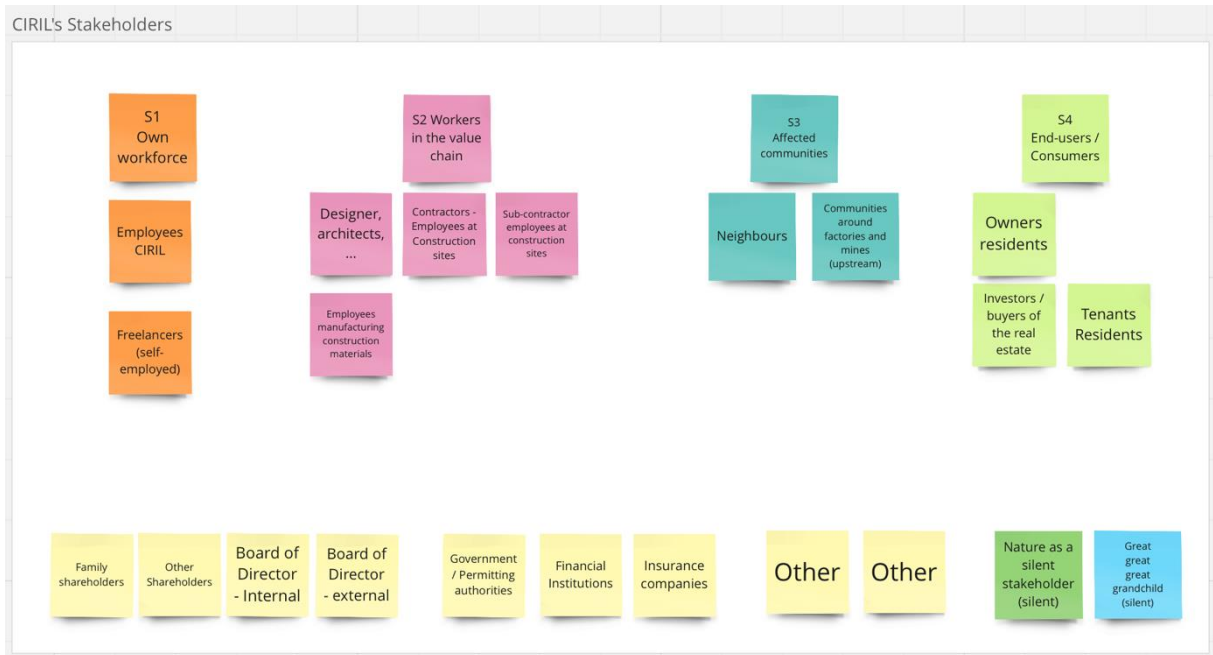 CIRIL's Stakeholders
S1
Own
workforce
S2 Workers
in the value
chain
S3
Affected
communities
S4
End-users /
Consumers
Employees
CIRIL
Designer,
architects,
...
Contractors -
Employees at
Construction
sites
Sub-contractor
employees at
construction
sites
Neighbours
Communities
around
factories and
mines
(upstream)
Owners
residents
Freelancers
(self-
employed)
Employees
manufacturing
construction
materials
Investors /
buyers of
the real
estate
Tenants
Residents
Family
shareholders
Other
Shareholders
Board of
Director
- Internal
Board of
Director
- external
Government
/ Permitting
authorities
Financial
Institutions
Insurance
companies
Other
Other
Nature as a
silent
stakeholder
(silent)
Great
great
great
grandchild
(silent)